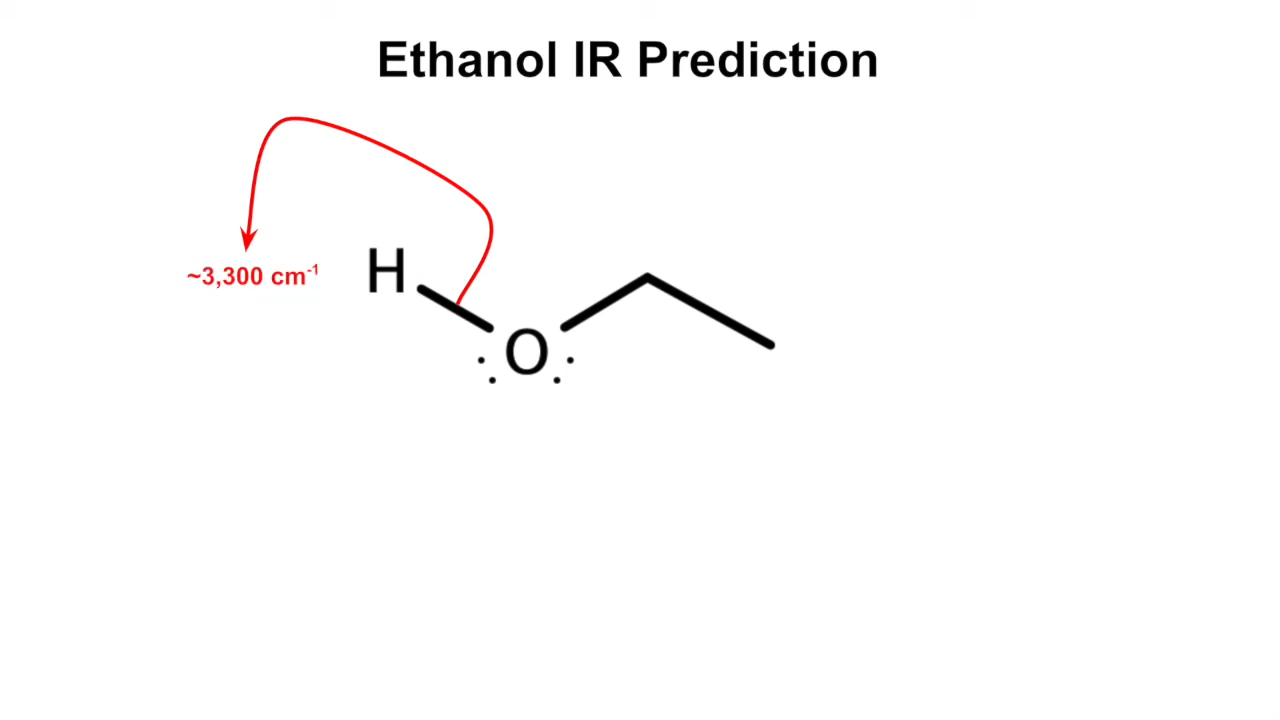 Ethanol IR Prediction
~3,300 cm⁻¹
H
O